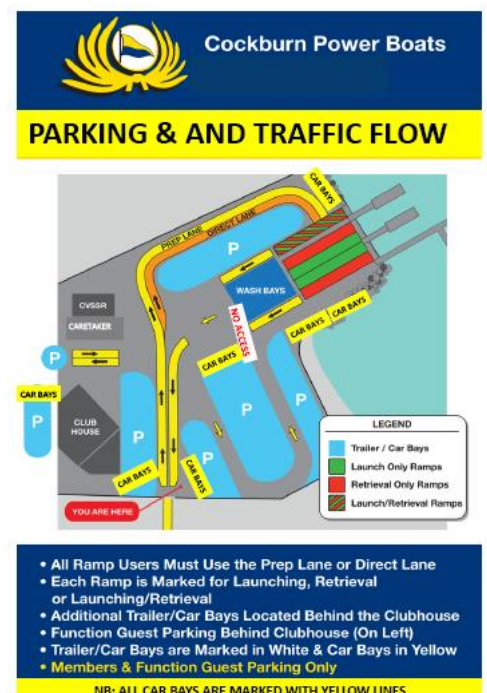 Cockburn Power Boats
PARKING & AND TRAFFIC FLOW
CAR BAYS
PREP LANE
DIRECT LANE
P
WASH BAYS
CVSSR
CARETAKER
NO ACCESS
CAR BAYS
CAR BAYS
P
CAR BAYS
CAR BAYS
P
CLUB
HOUSE
P
P
P
P
CAR BAYS
CAR BAYS
YOU ARE HERE
LEGEND
Trailer / Car Bays
Launch Only Ramps
Retrieval Only Ramps
Launch/Retrieval Ramps
• All Ramp Users Must Use the Prep Lane or Direct Lane
• Each Ramp is Marked for Launching, Retrieval
or Launching/Retrieval
• Additional Trailer/Car Bays Located Behind the Clubhouse
• Function Guest Parking Behind Clubhouse (On Left)
• Trailer/Car Bays are Marked in White & Car Bays in Yellow
• Members & Function Guest Parking Only
NB: ALL CAR BAYS ARE MARKED WITH YELLOW LINES